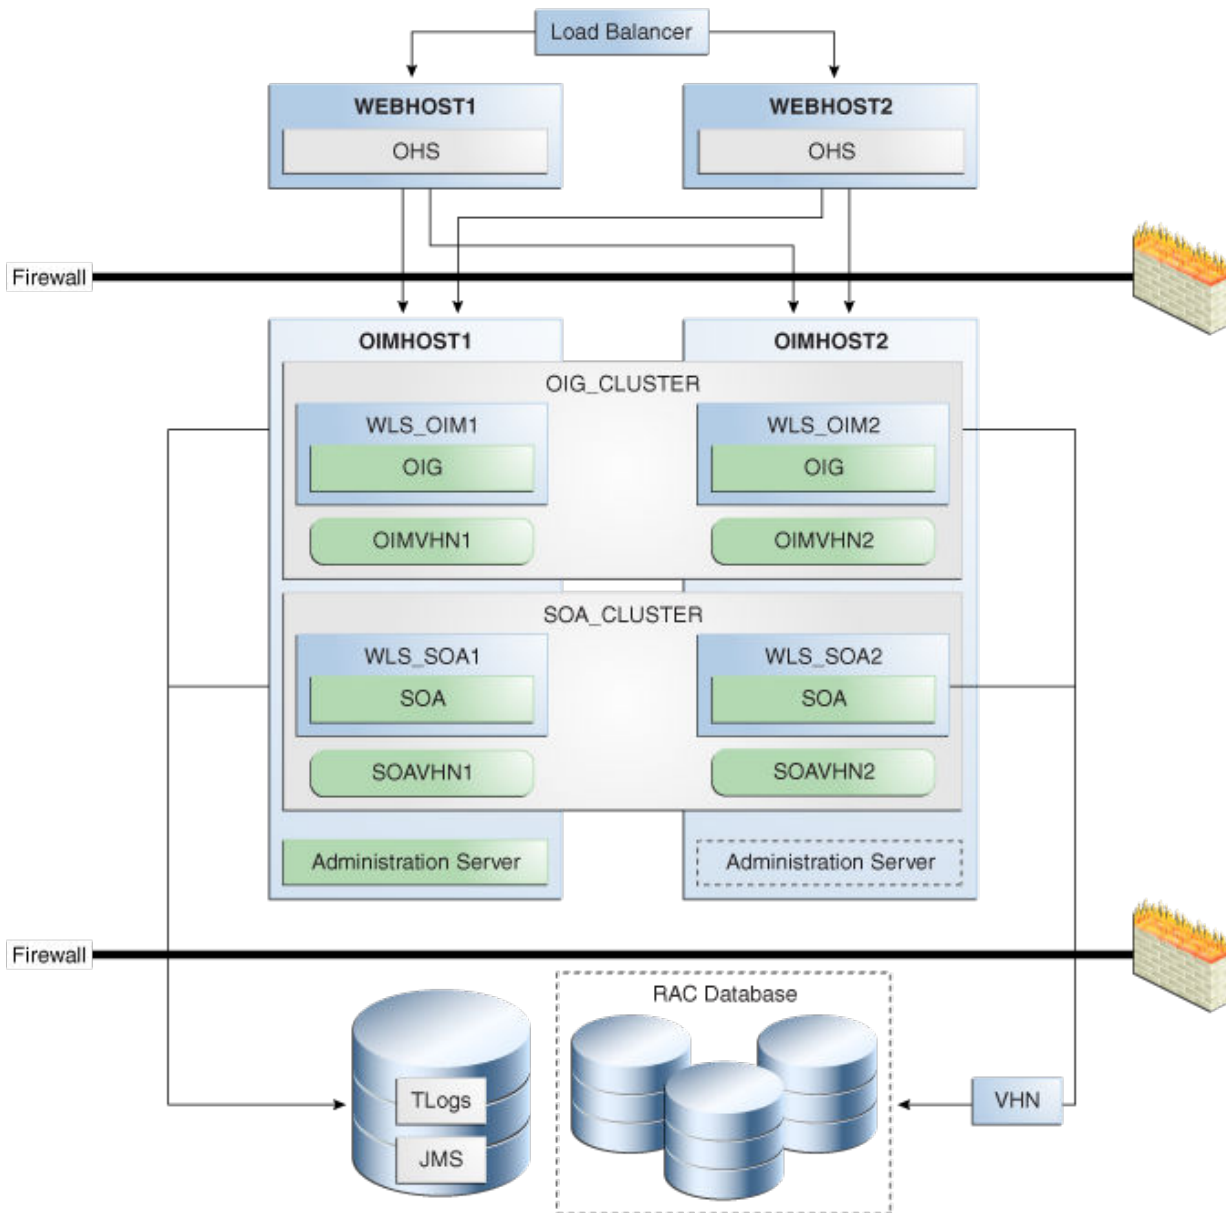 Load Balancer
WEBHOST1
OHS
WEBHOST2
OHS
Firewall
OIMHOST1
OIMHOST2
OIG_CLUSTER
WLS_OIM1
OIG
OIMVHN1
WLS_OIM2
OIG
OIMVHN2
SOA_CLUSTER
WLS_SOA1
SOA
SOAVHN1
WLS_SOA2
SOA
SOAVHN2
Administration Server
Administration Server
Firewall
TLogs
JMS
RAC Database
VHN